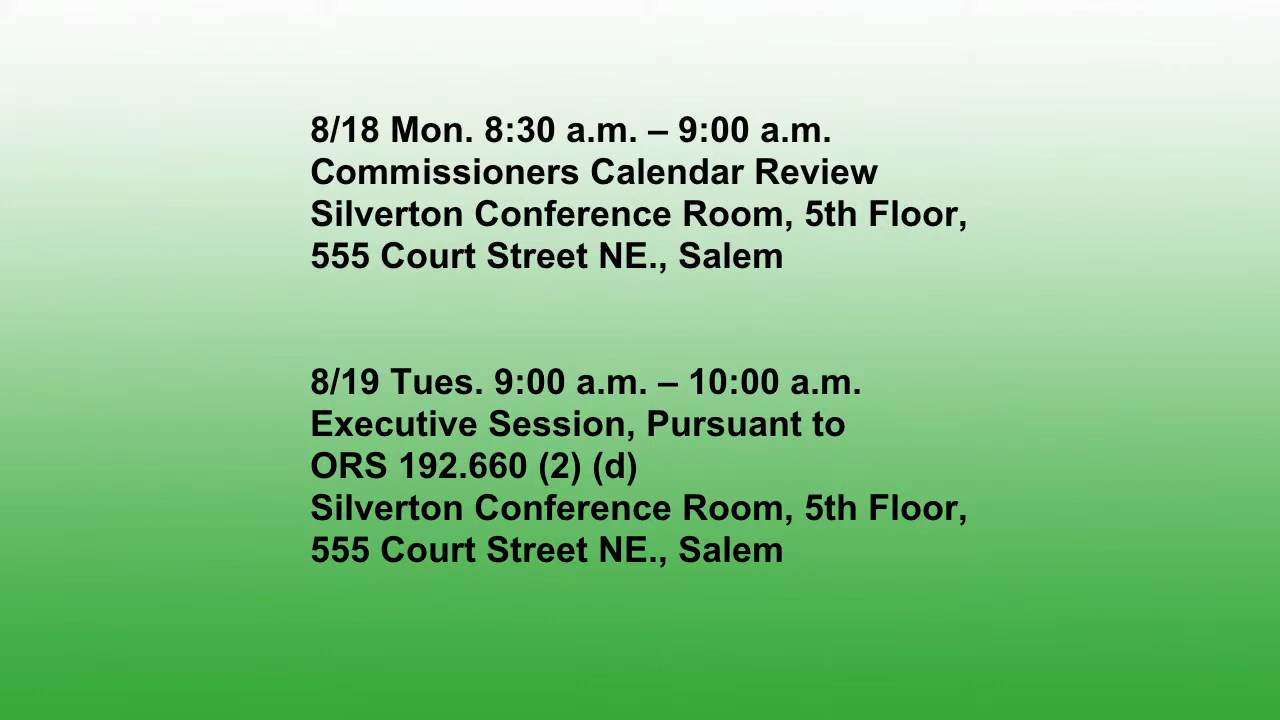 8/18 Mon. 8:30 a.m. – 9:00 a.m.
Commissioners Calendar Review
Silverton Conference Room, 5th Floor,
555 Court Street NE., Salem
8/19 Tues. 9:00 a.m. – 10:00 a.m.
Executive Session, Pursuant to
ORS 192.660 (2) (d)
Silverton Conference Room, 5th Floor,
555 Court Street NE., Salem